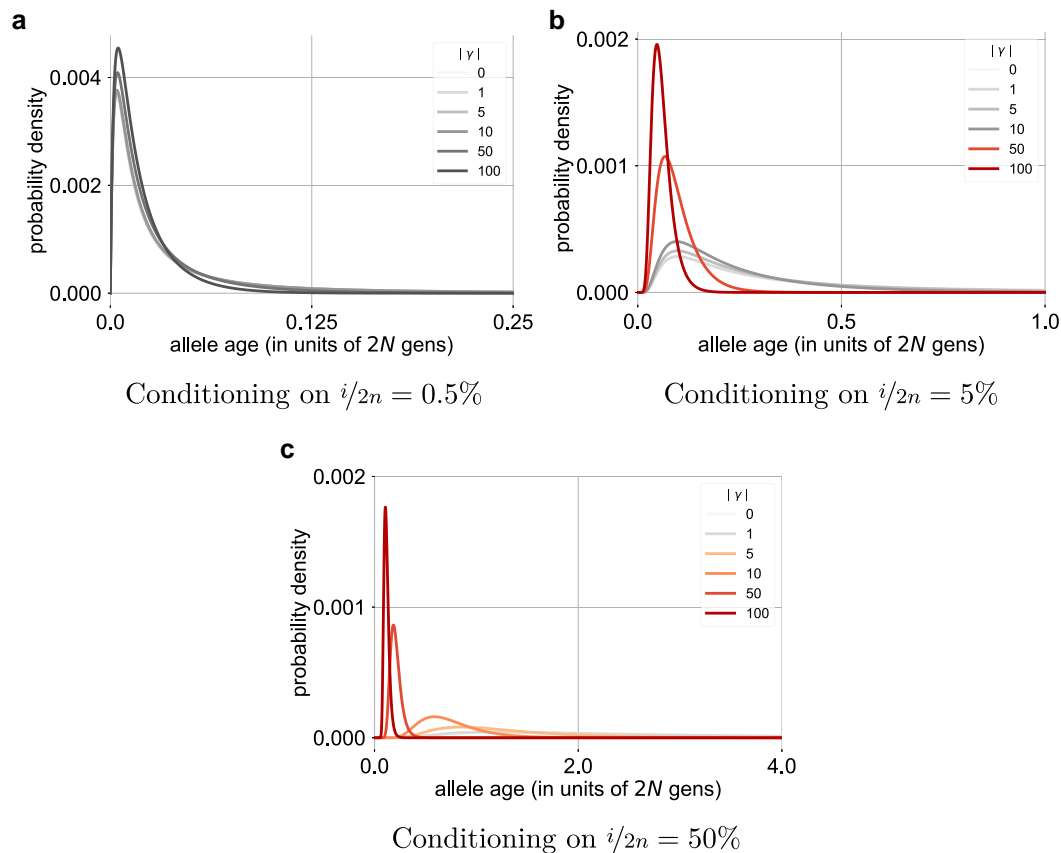 a
0.004
0.002
0.000
probability density
| γ |
0
1
5
10
50
100
0.0 0.125 0.25
allele age (in units of 2N gens)
Conditioning on i/2n = 0.5%
b
0.002
0.001
0.000
probability density
| γ |
0
1
5
10
50
100
0.0 0.5 1.0
allele age (in units of 2N gens)
Conditioning on i/2n = 5%
c
0.002
0.001
0.000
probability density
| γ |
0
1
5
10
50
100
0.0 2.0 4.0
allele age (in units of 2N gens)
Conditioning on i/2n = 50%